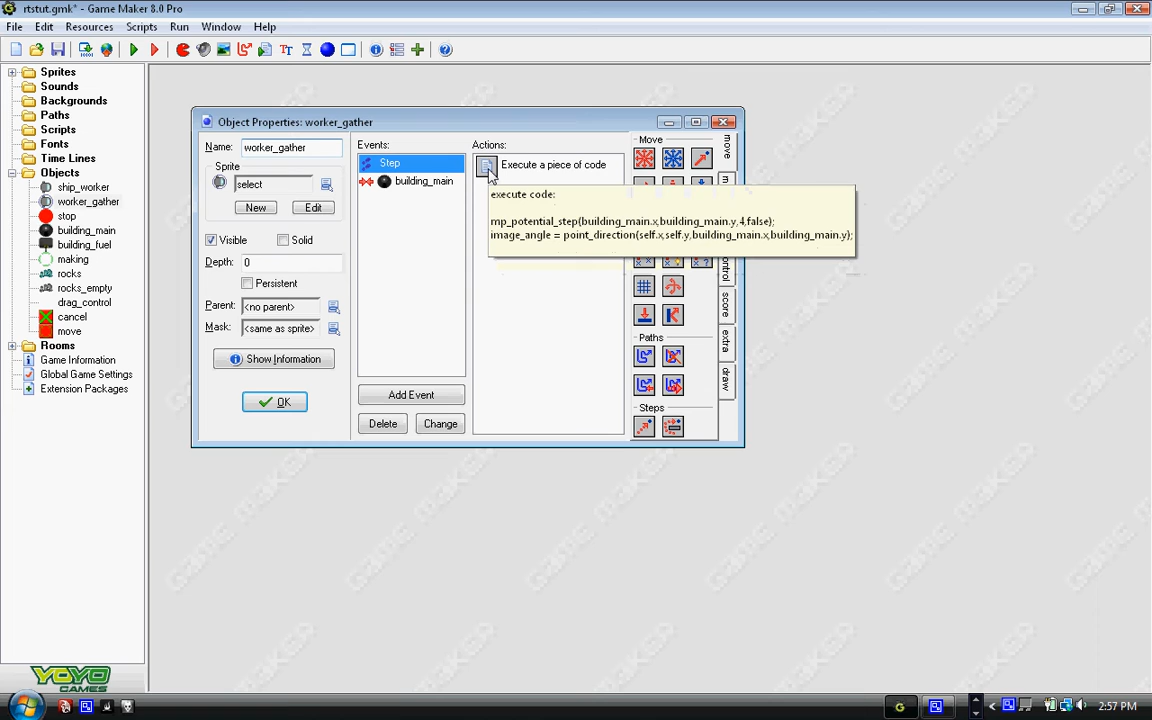 rtstut.gmk* - Game Maker 8.0 Pro
File Edit Resources Scripts Run Window Help
Sprites
Sounds
Backgrounds
Paths
Scripts
Fonts
Time Lines
Objects
ship_worker
worker_gather
stop
building_main
building_fuel
making
rocks
rocks_empty
drag_control
cancel
move
Rooms
Game Information
Global Game Settings
Extension Packages
YOYO
GAMES
Object Properties: worker_gather
Name: worker_gather
Sprite
select
New Edit
Visible Solid
Depth: 0
Persistent
Parent: <no parent>
Mask: <same as sprite>
Show Information
OK
Events:
Step
building_main
Add Event
Delete Change
Actions:
Execute a piece of code
execute code:
mp_potential_step(building_main.x,building_main.y,4,false);
image_angle = point_direction(self.x,self.y,building_main.x,building_main.y);
Move
Paths
Steps
move
score
extra
draw
GAME MAKER
2:57 PM